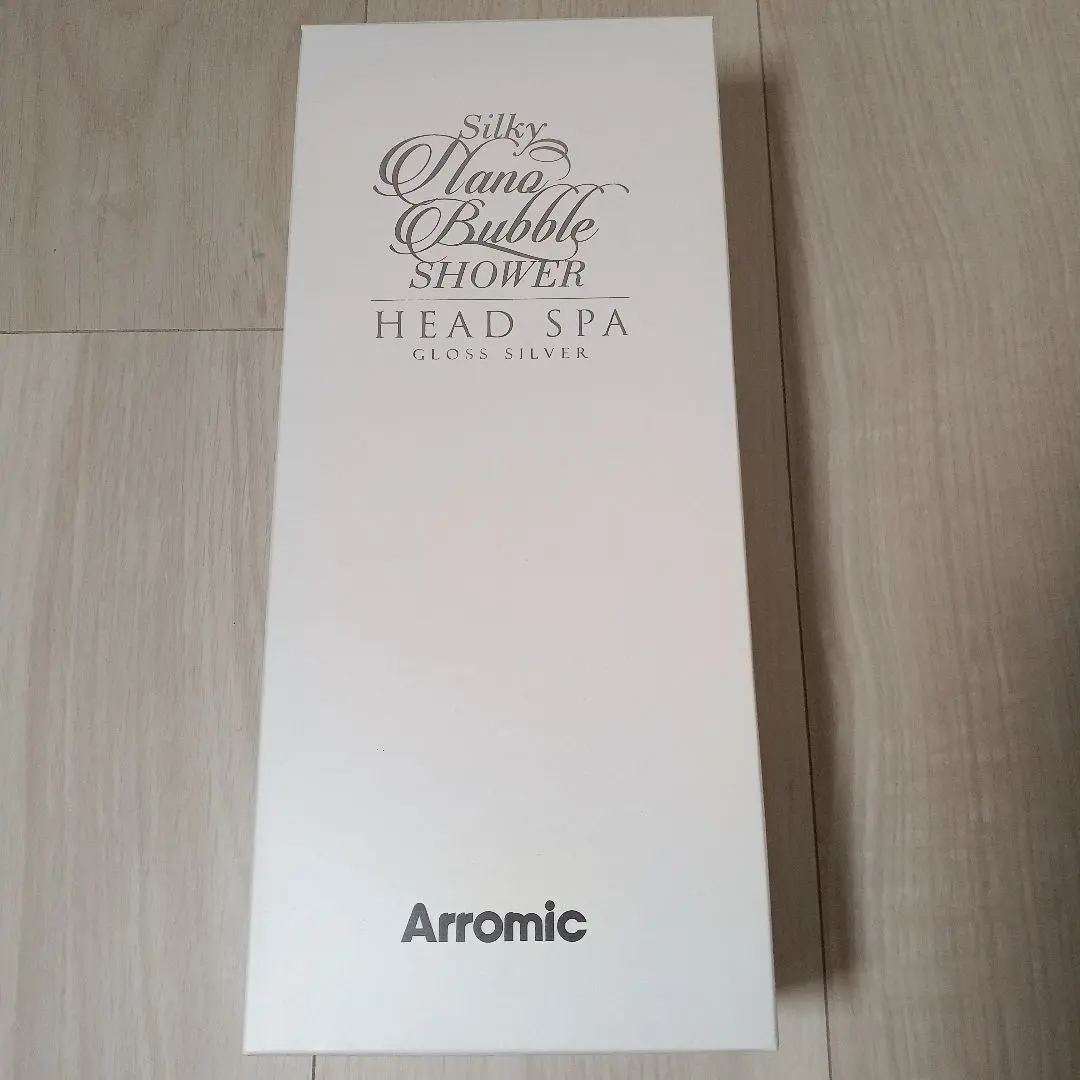 Silky
Nano
Bubble
SHOWER
HEAD SPA
GLOSS SILVER
Arromic